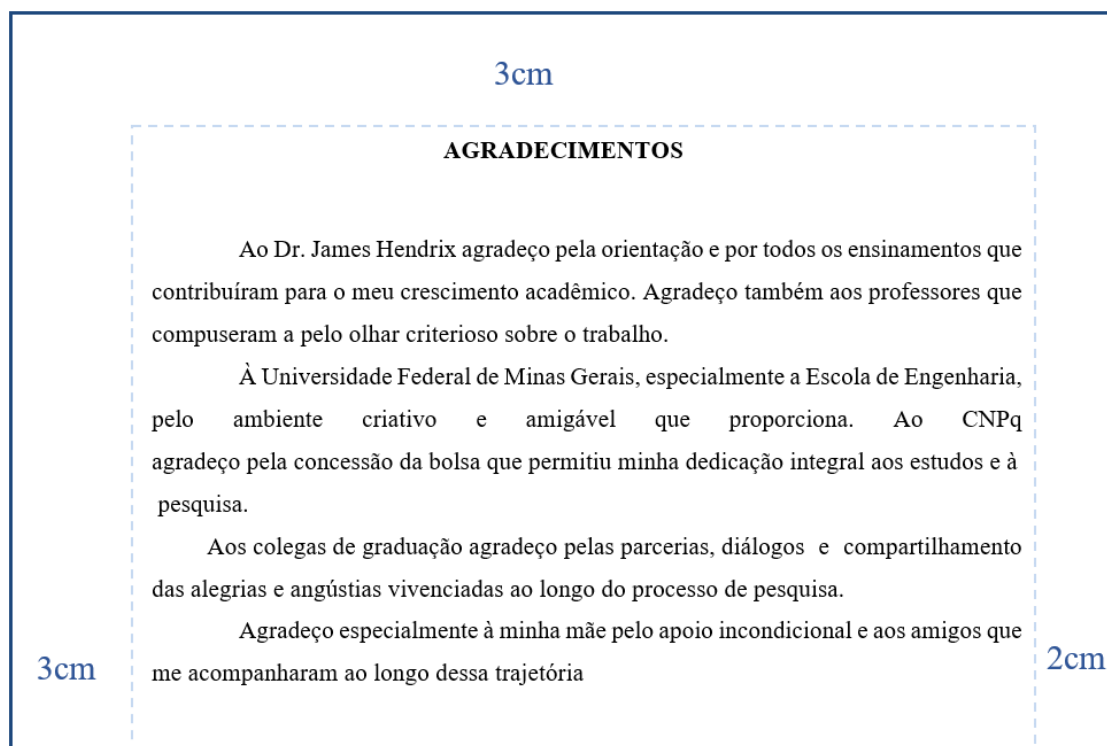 3cm
AGRADECIMENTOS
Ao Dr. James Hendrix agradeço pela orientação e por todos os ensinamentos que
contribuíram para o meu crescimento acadêmico. Agradeço também aos professores que
compuseram a pelo olhar criterioso sobre o trabalho.
À Universidade Federal de Minas Gerais, especialmente a Escola de Engenharia,
pelo ambiente criativo e amigável que proporciona. Ao CNPq
agradeço pela concessão da bolsa que permitiu minha dedicação integral aos estudos e à
pesquisa.
Aos colegas de graduação agradeço pelas parcerias, diálogos e compartilhamento
das alegrias e angústias vivenciadas ao longo do processo de pesquisa.
Agradeço especialmente à minha mãe pelo apoio incondicional e aos amigos que
me acompanharam ao longo dessa trajetória
3cm
2cm